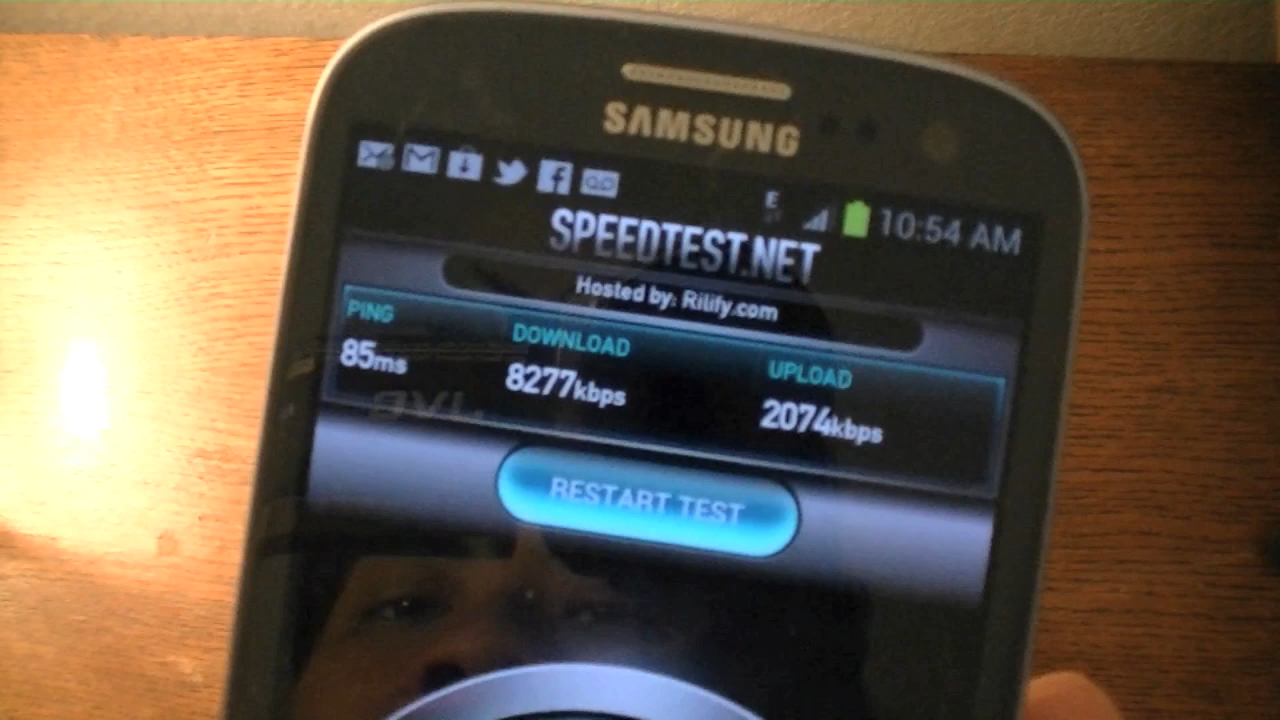 SAMSUNG
E
10:54 AM
SPEEDTEST.NET
Hosted by: Rilify.com
PING
DOWNLOAD
UPLOAD
85ms
8277kbps
2074kbps
RESTART TEST